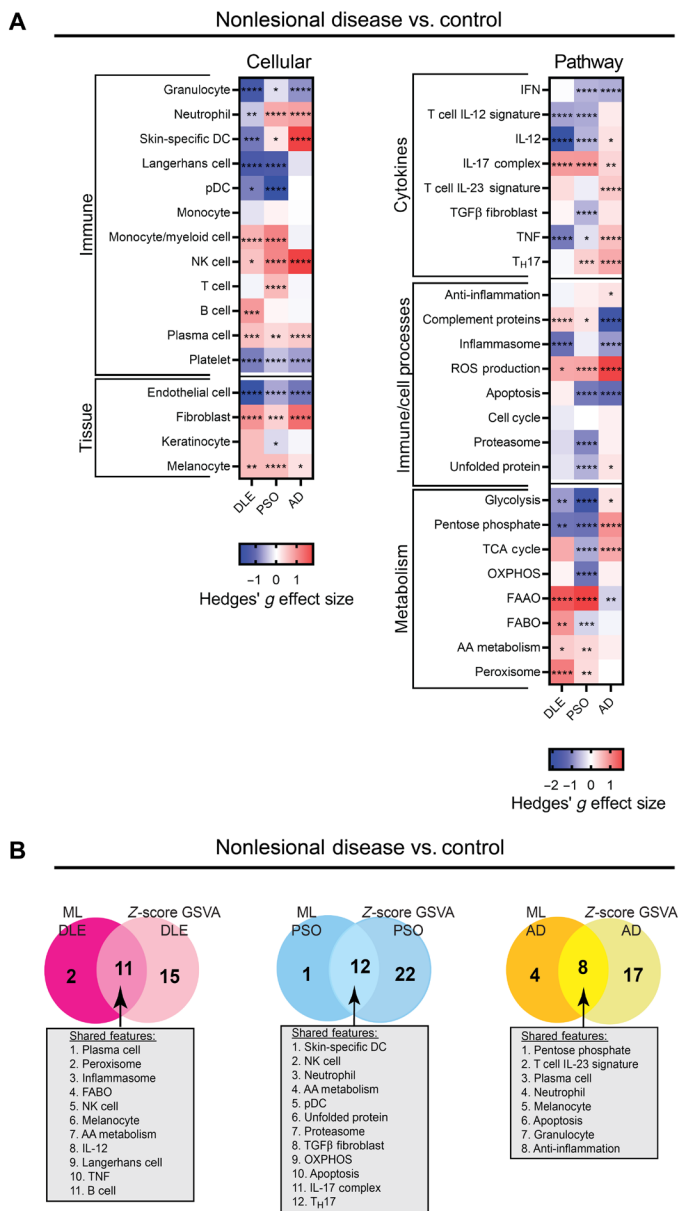 A
Nonlesional disease vs. control
Cellular
Immune
Granulocyte **** * ****
Neutrophil ** **** ****
Skin-specific DC *** * ****
Langerhans cell **** ****
pDC * ****
Monocyte
Monocyte/myeloid cell **** ****
NK cell * **** ****
T cell ****
B cell ***
Plasma cell *** ** ****
Platelet **** **** ****
Tissue
Endothelial cell **** **** ****
Fibroblast **** *** ****
Keratinocyte *
Melanocyte ** **** *
DLE PSO AD
−1 0 1
Hedges' g effect size
Pathway
Cytokines
IFN **** ****
T cell IL-12 signature **** ****
IL-12 **** **** *
IL-17 complex **** **** **
T cell IL-23 signature ****
TGFβ fibroblast ****
TNF **** * ****
TH17 *** ****
Immune/cell processes
Anti-inflammation *
Complement proteins **** * ****
Inflammasome **** ****
ROS production * **** ****
Apoptosis **** ****
Cell cycle
Proteasome ****
Unfolded protein **** *
Metabolism
Glycolysis ** **** *
Pentose phosphate ** **** ****
TCA cycle **** ****
OXPHOS ****
FAAO **** **** **
FABO ** ***
AA metabolism * **
Peroxisome **** **
DLE PSO AD
−2 −1 0 1
Hedges' g effect size
B
Nonlesional disease vs. control
ML
DLE
Z-score GSVA
DLE
2 11 15
Shared features:
1. Plasma cell
2. Peroxisome
3. Inflammasome
4. FABO
5. NK cell
6. Melanocyte
7. AA metabolism
8. IL-12
9. Langerhans cell
10. TNF
11. B cell
ML
PSO
Z-score GSVA
PSO
1 12 22
Shared features:
1. Skin-specific DC
2. NK cell
3. Neutrophil
4. AA metabolism
5. pDC
6. Unfolded protein
7. Proteasome
8. TGFβ fibroblast
9. OXPHOS
10. Apoptosis
11. IL-17 complex
12. TH17
ML
AD
Z-score GSVA
AD
4 8 17
Shared features:
1. Pentose phosphate
2. T cell IL-23 signature
3. Plasma cell
4. Neutrophil
5. Melanocyte
6. Apoptosis
7. Granulocyte
8. Anti-inflammation